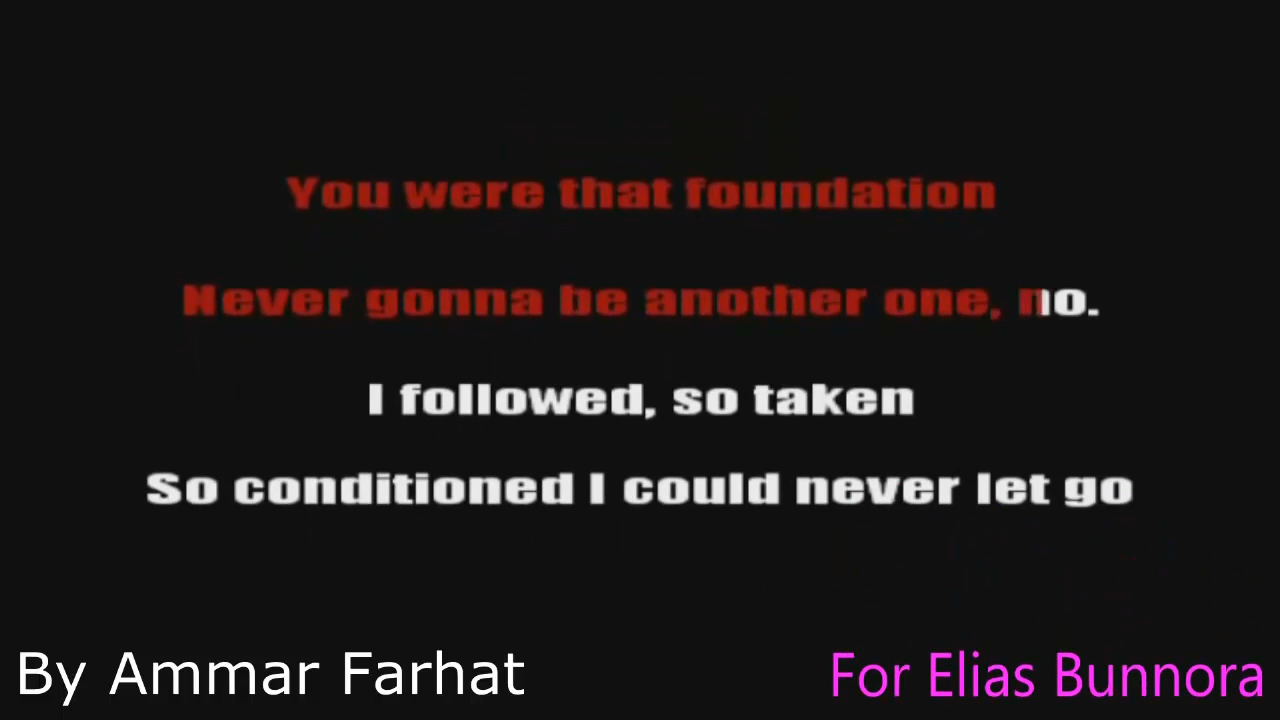 You were that foundation
Never gonna be another one, no.
I followed, so taken
So conditioned I could never let go
By Ammar Farhat
For Elias Bunnora